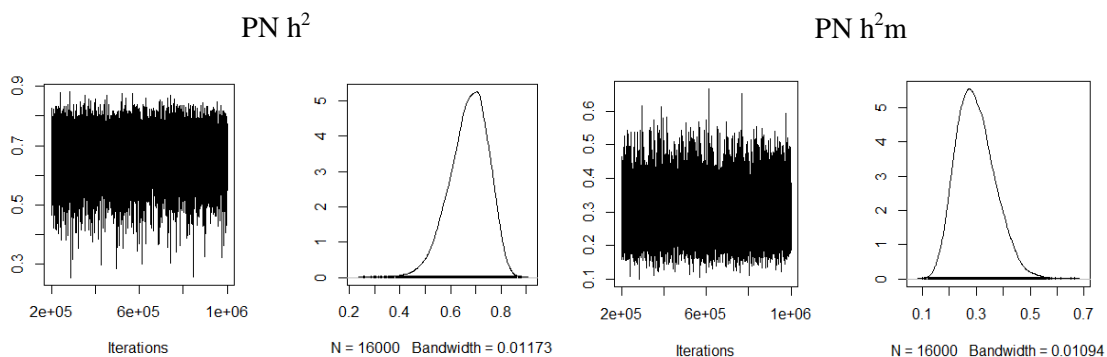 PN h²
PN h²m
0.9
0.7
0.5
0.3
2e+05 6e+05 1e+06
Iterations
5
4
3
2
1
0
0.2 0.4 0.6 0.8
N = 16000 Bandwidth = 0.01173
0.6
0.5
0.4
0.3
0.2
0.1
2e+05 6e+05 1e+06
Iterations
5
4
3
2
1
0
0.1 0.3 0.5 0.7
N = 16000 Bandwidth = 0.01094